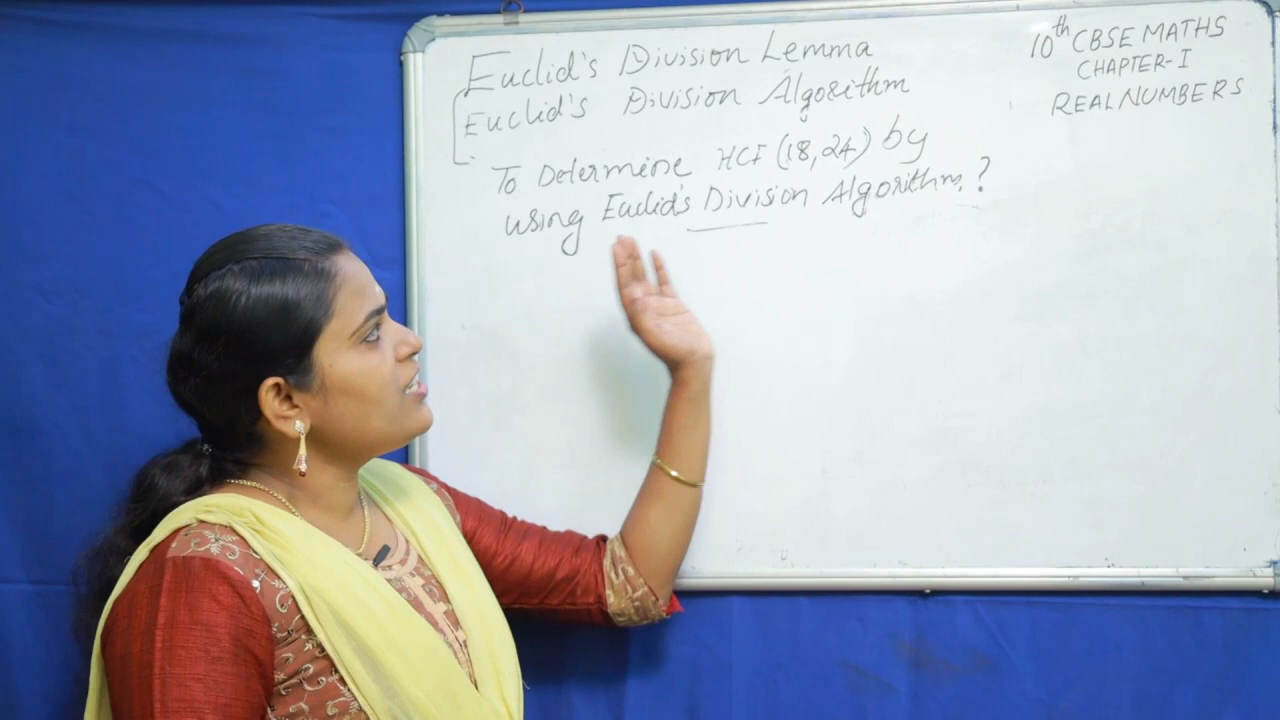 Euclid's Division Lemma
Euclid's Division Algorithm
To Determine HCF (18,24) by
using Euclid's Division Algorithm.?
10th CBSE MATHS
CHAPTER-I
REAL NUMBERS